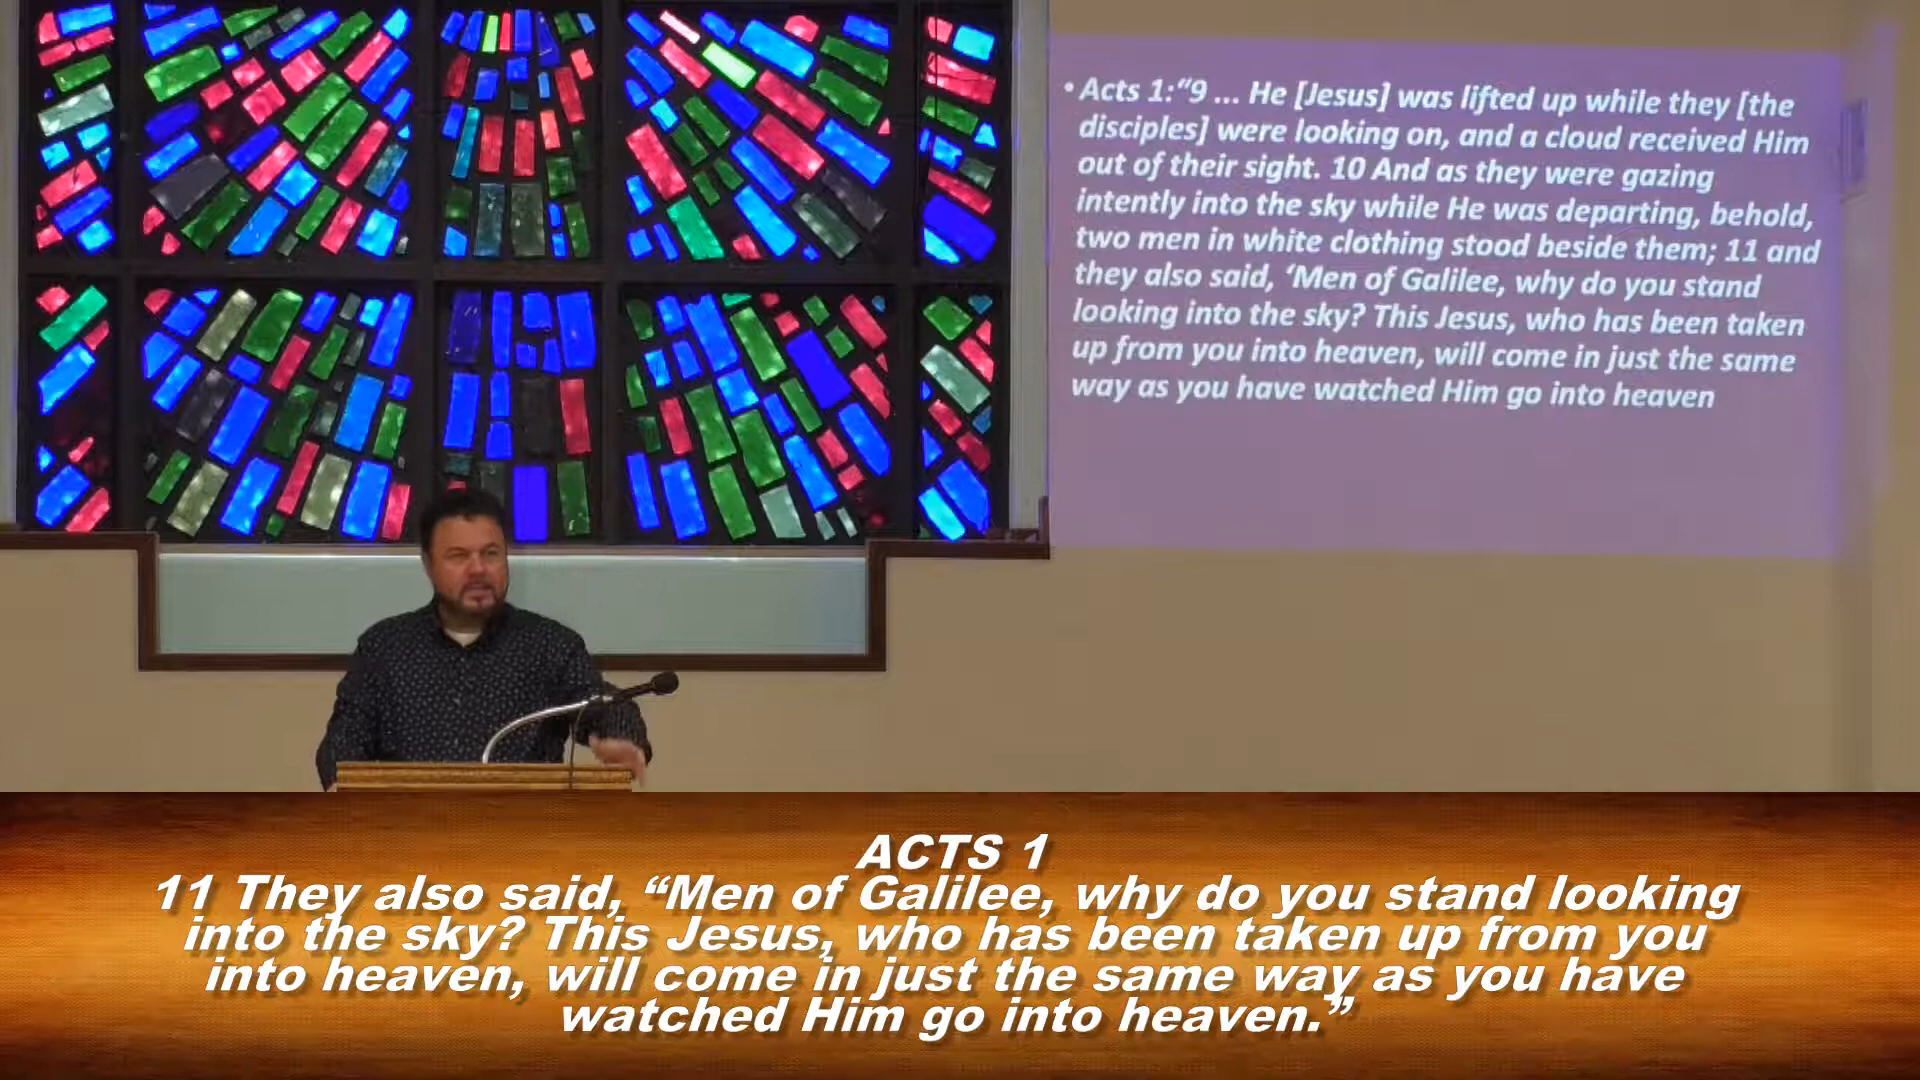 • Acts 1:“9 ... He [Jesus] was lifted up while they [the
disciples] were looking on, and a cloud received Him
out of their sight. 10 And as they were gazing
intently into the sky while He was departing, behold,
two men in white clothing stood beside them; 11 and
they also said, ‘Men of Galilee, why do you stand
looking into the sky? This Jesus, who has been taken
up from you into heaven, will come in just the same
way as you have watched Him go into heaven
ACTS 1
11 They also said, “Men of Galilee, why do you stand looking
into the sky? This Jesus, who has been taken up from you
into heaven, will come in just the same way as you have
watched Him go into heaven.”